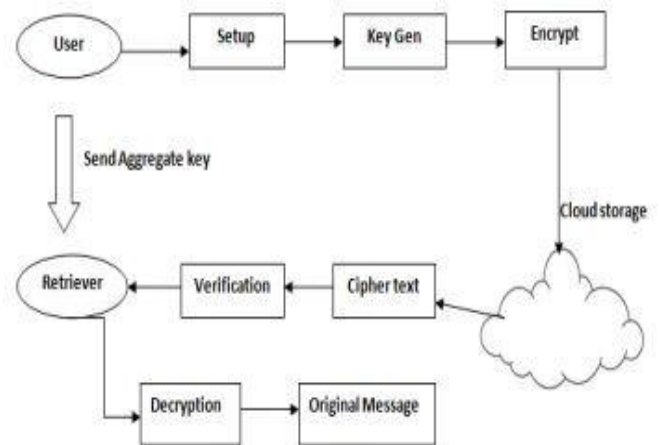 User
Setup
Key Gen
Encrypt
Send Aggregate key
Cloud storage
Retriever
Verification
Cipher text
Decryption
Original Message